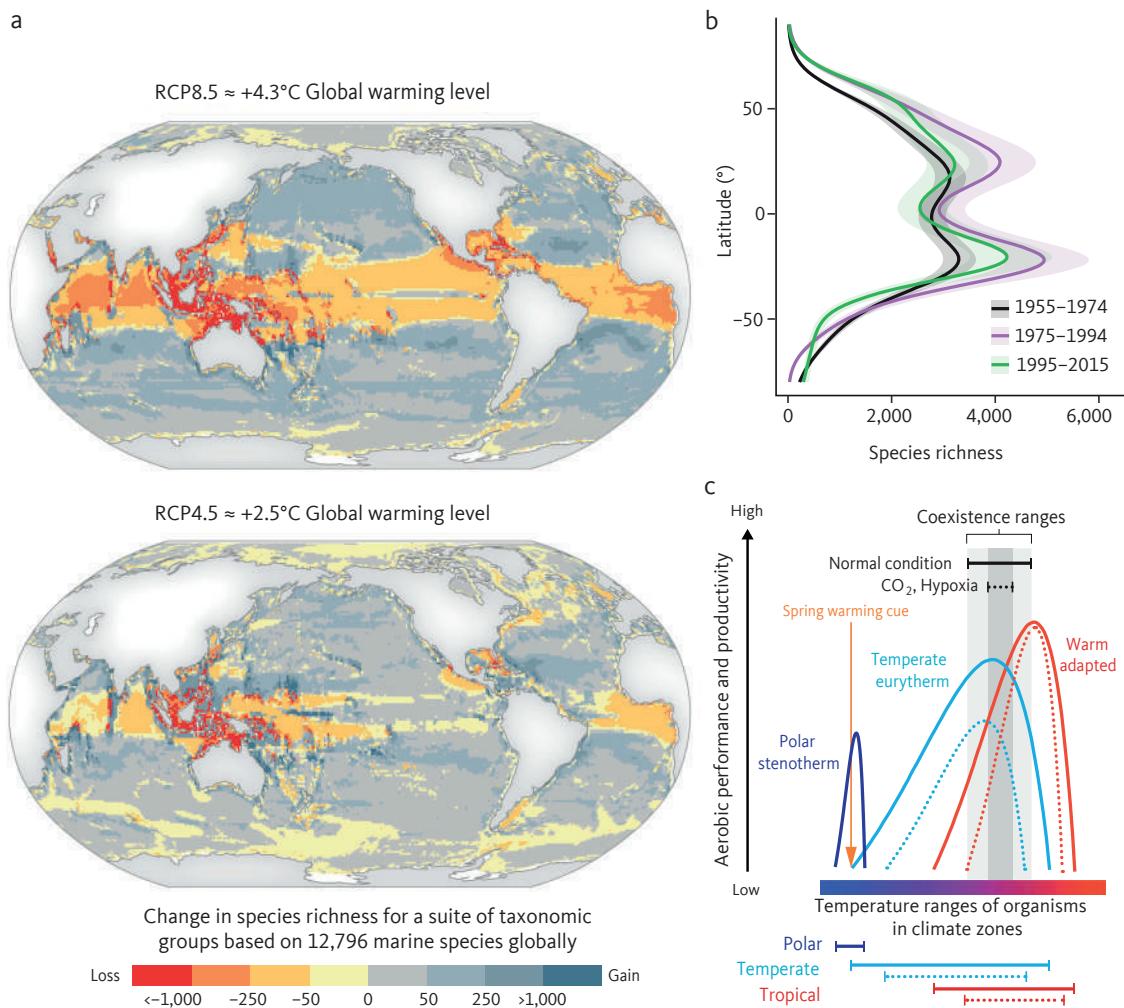 a
RCP8.5 ≈ +4.3°C Global warming level
RCP4.5 ≈ +2.5°C Global warming level
Change in species richness for a suite of taxonomic
groups based on 12,796 marine species globally
Loss
Gain
<–1,000 –250 –50 0 50 250 >1,000
b
Latitude (°)
50
0
–50
1955–1974
1975–1994
1995–2015
0 2,000 4,000 6,000
Species richness
c
High
Aerobic performance and productivity
Low
Coexistence ranges
Normal condition
CO₂, Hypoxia
Spring warming cue
Temperate
eurytherm
Warm
adapted
Polar
stenotherm
Temperature ranges of organisms
in climate zones
Polar
Temperate
Tropical